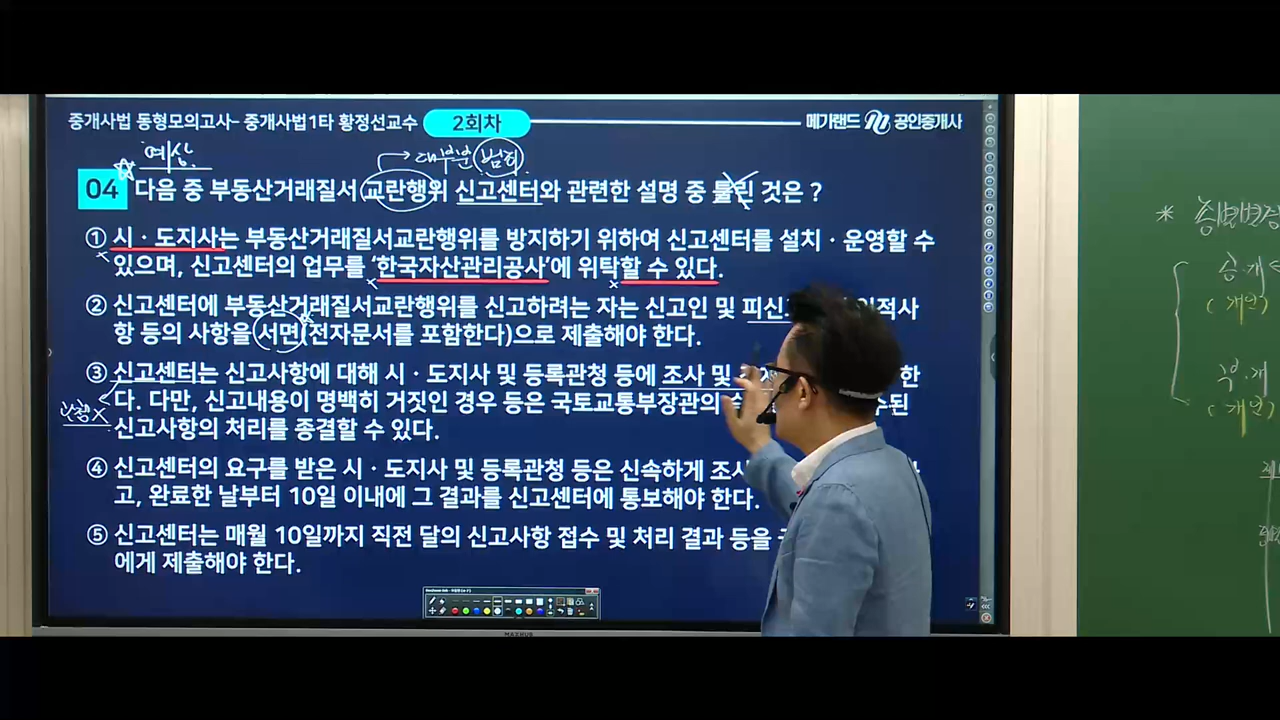 중개사법 동형모의고사- 중개사법1타 황정선교수 2회차 메가랜드 공인중개사
예상
대부분 범죄
04 다음 중 부동산거래질서 교란행위 신고센터와 관련한 설명 중 틀린 것은 ?
① 시ㆍ도지사는 부동산거래질서교란행위를 방지하기 위하여 신고센터를 설치ㆍ운영할 수
있으며, 신고센터의 업무를 ‘한국자산관리공사’에 위탁할 수 있다.
② 신고센터에 부동산거래질서교란행위를 신고하려는 자는 신고인 및 피신 적사
항 등의 사항을 서면(전자문서를 포함한다)으로 제출해야 한다.
③ 신고센터는 신고사항에 대해 시ㆍ도지사 및 등록관청 등에 조사 및 한
다. 다만, 신고내용이 명백히 거짓인 경우 등은 국토교통부장관의 된
신고사항의 처리를 종결할 수 있다.
④ 신고센터의 요구를 받은 시ㆍ도지사 및 등록관청 등은 신속하게 조사
고, 완료한 날부터 10일 이내에 그 결과를 신고센터에 통보해야 한다.
⑤ 신고센터는 매월 10일까지 직전 달의 신고사항 접수 및 처리 결과 등을
에게 제출해야 한다.
MAXHUB
(개인)
(개인)